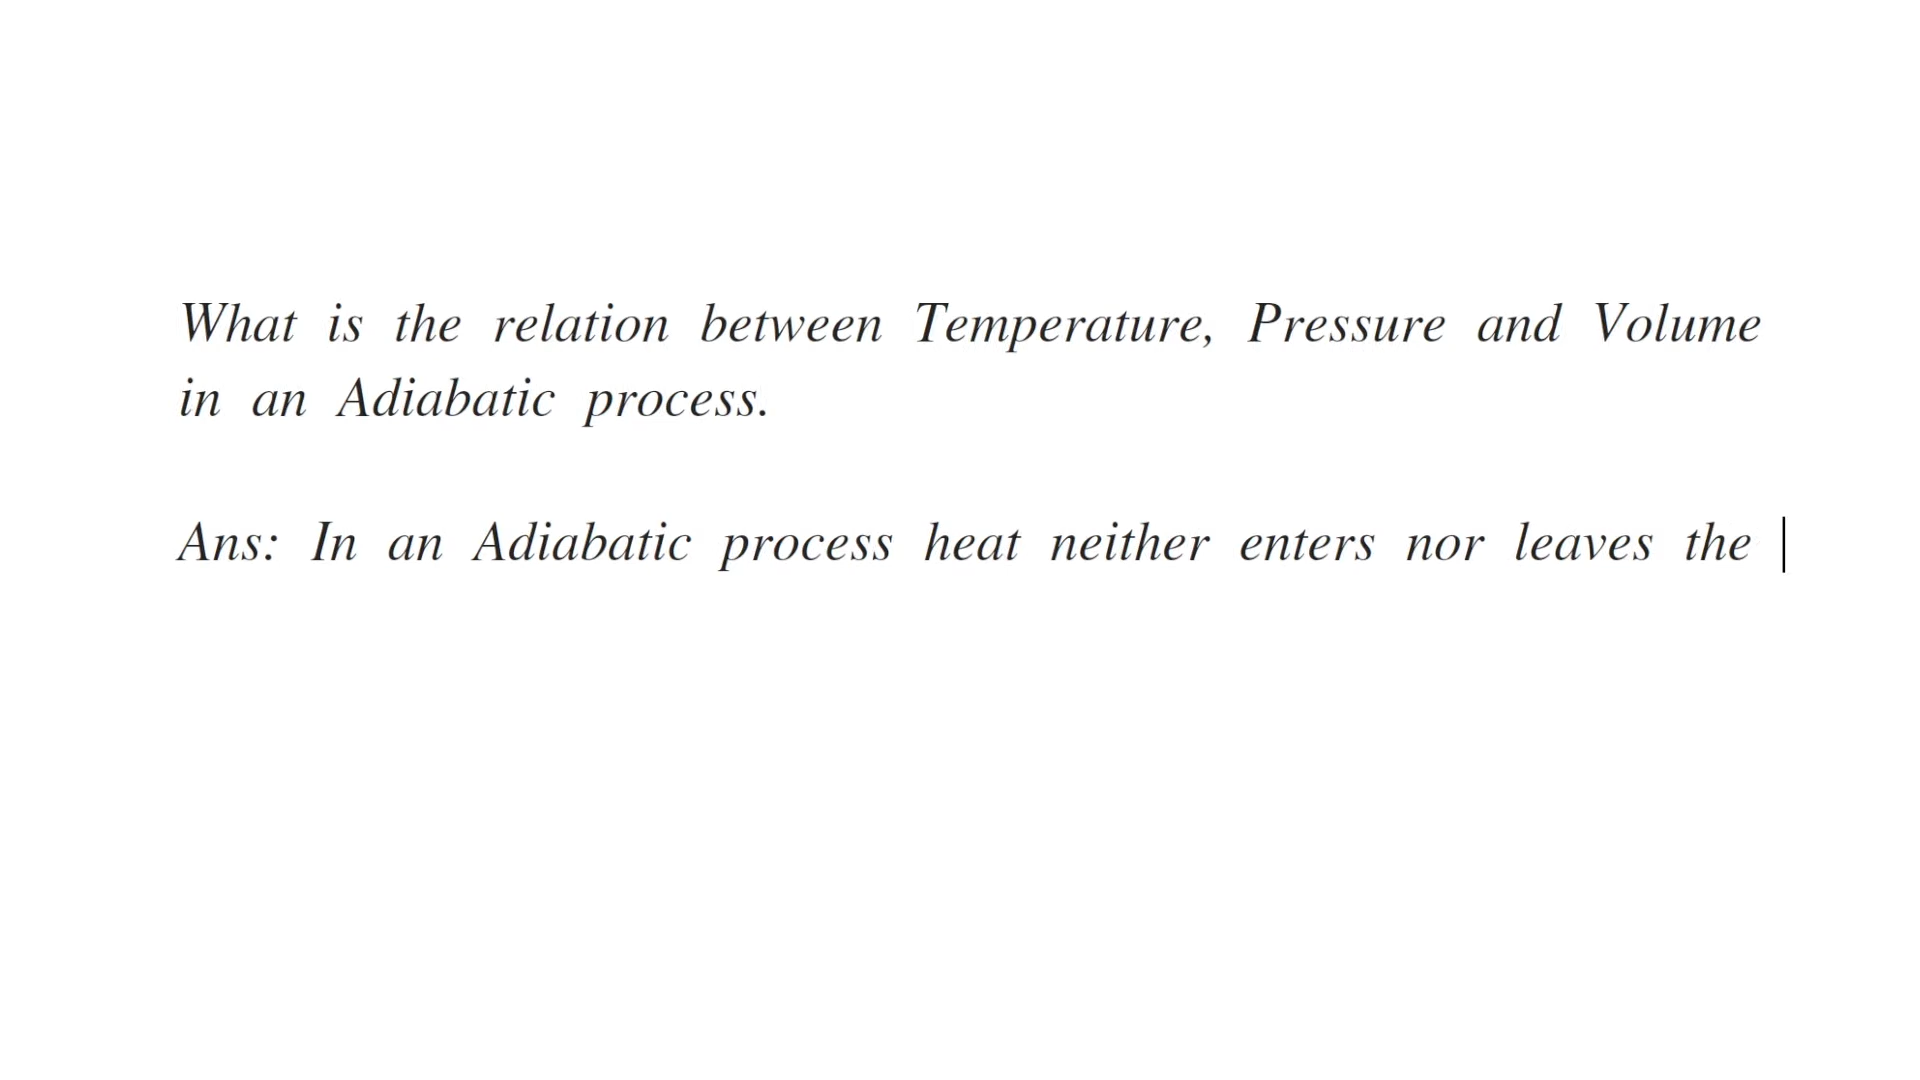 What is the relation between Temperature, Pressure and Volume
in an Adiabatic process.
Ans: In an Adiabatic process heat neither enters nor leaves the